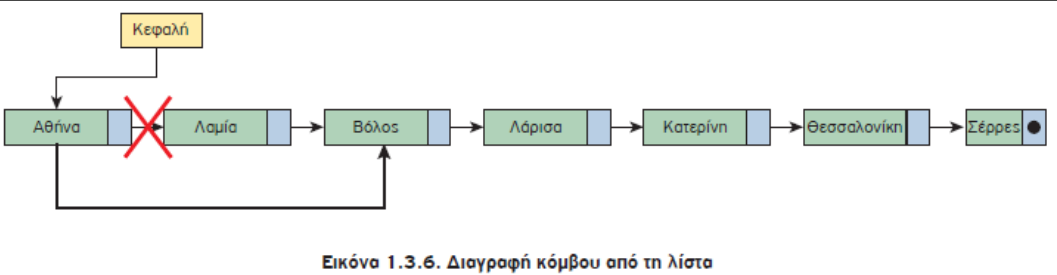 Κεφαλή
Αθήνα Λαμία Βόλος Λάρισα Κατερίνη Θεσσαλονίκη Σέρρες
Εικόνα 1.3.6. Διαγραφή κόμβου από τη λίστα